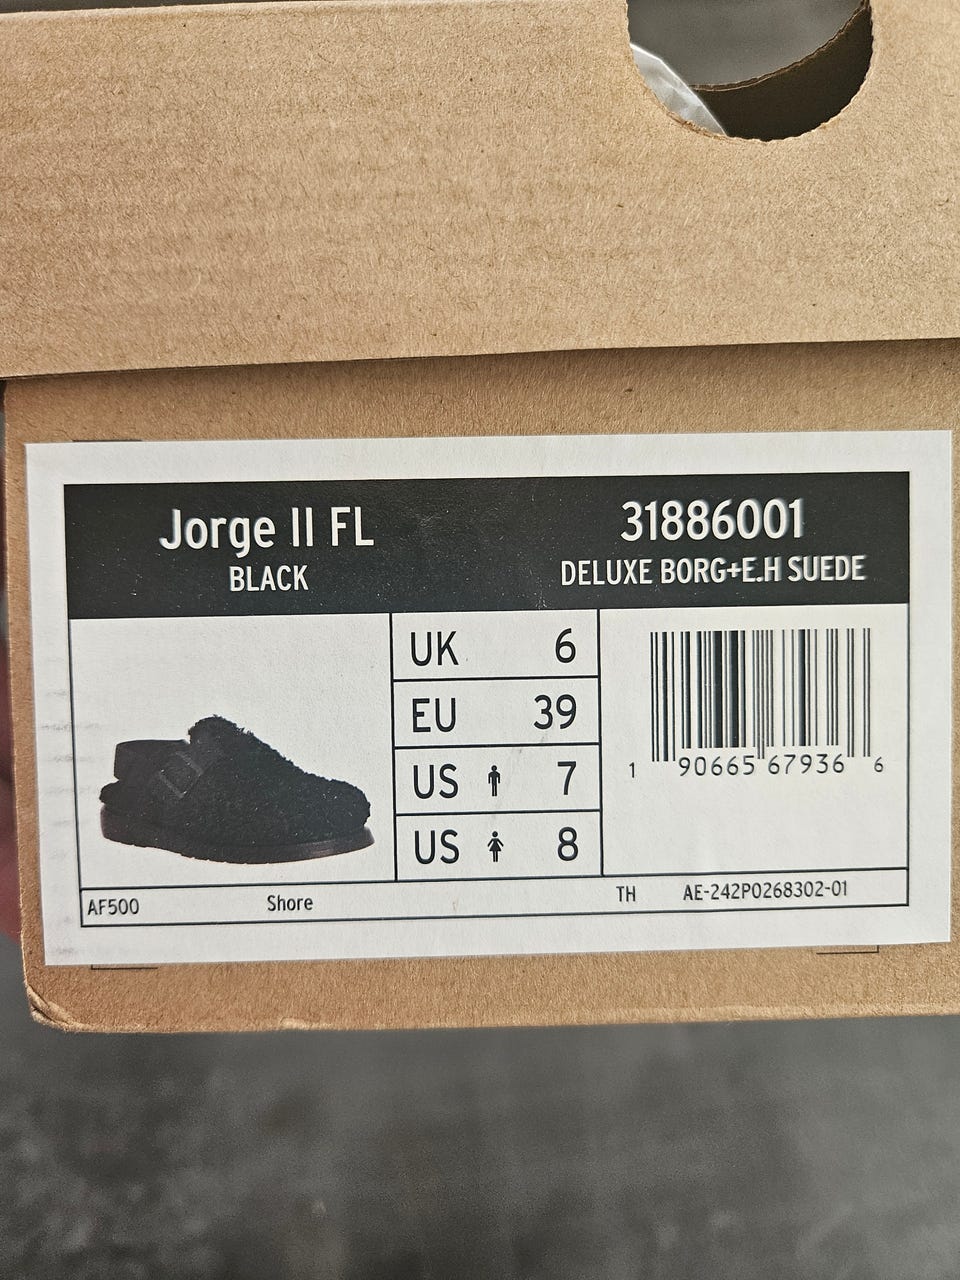 Jorge II FL
BLACK
31886001
DELUXE BORG+E.H SUEDE
UK 6
EU 39
US 7
US 8
1 90665 67936 6
AF500 Shore TH AE-242P0268302-01